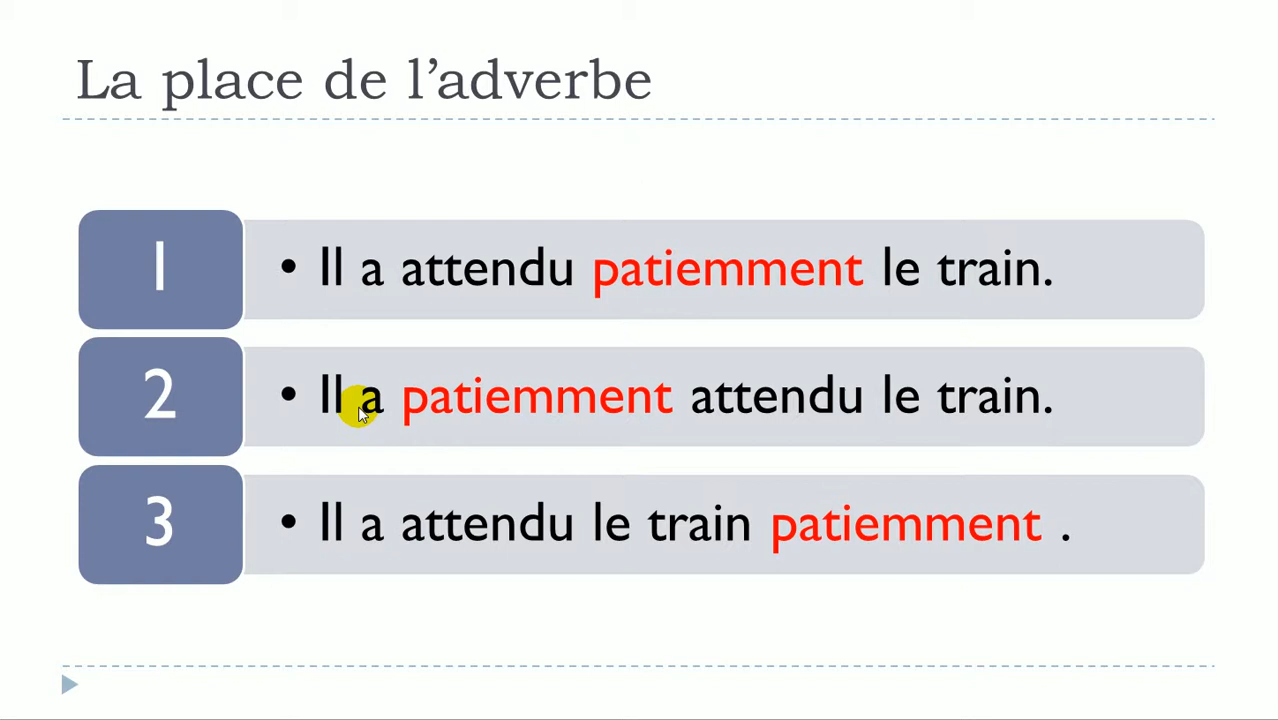 La place de l’adverbe
1
• Il a attendu patiemment le train.
2
• Il a patiemment attendu le train.
3
• Il a attendu le train patiemment .